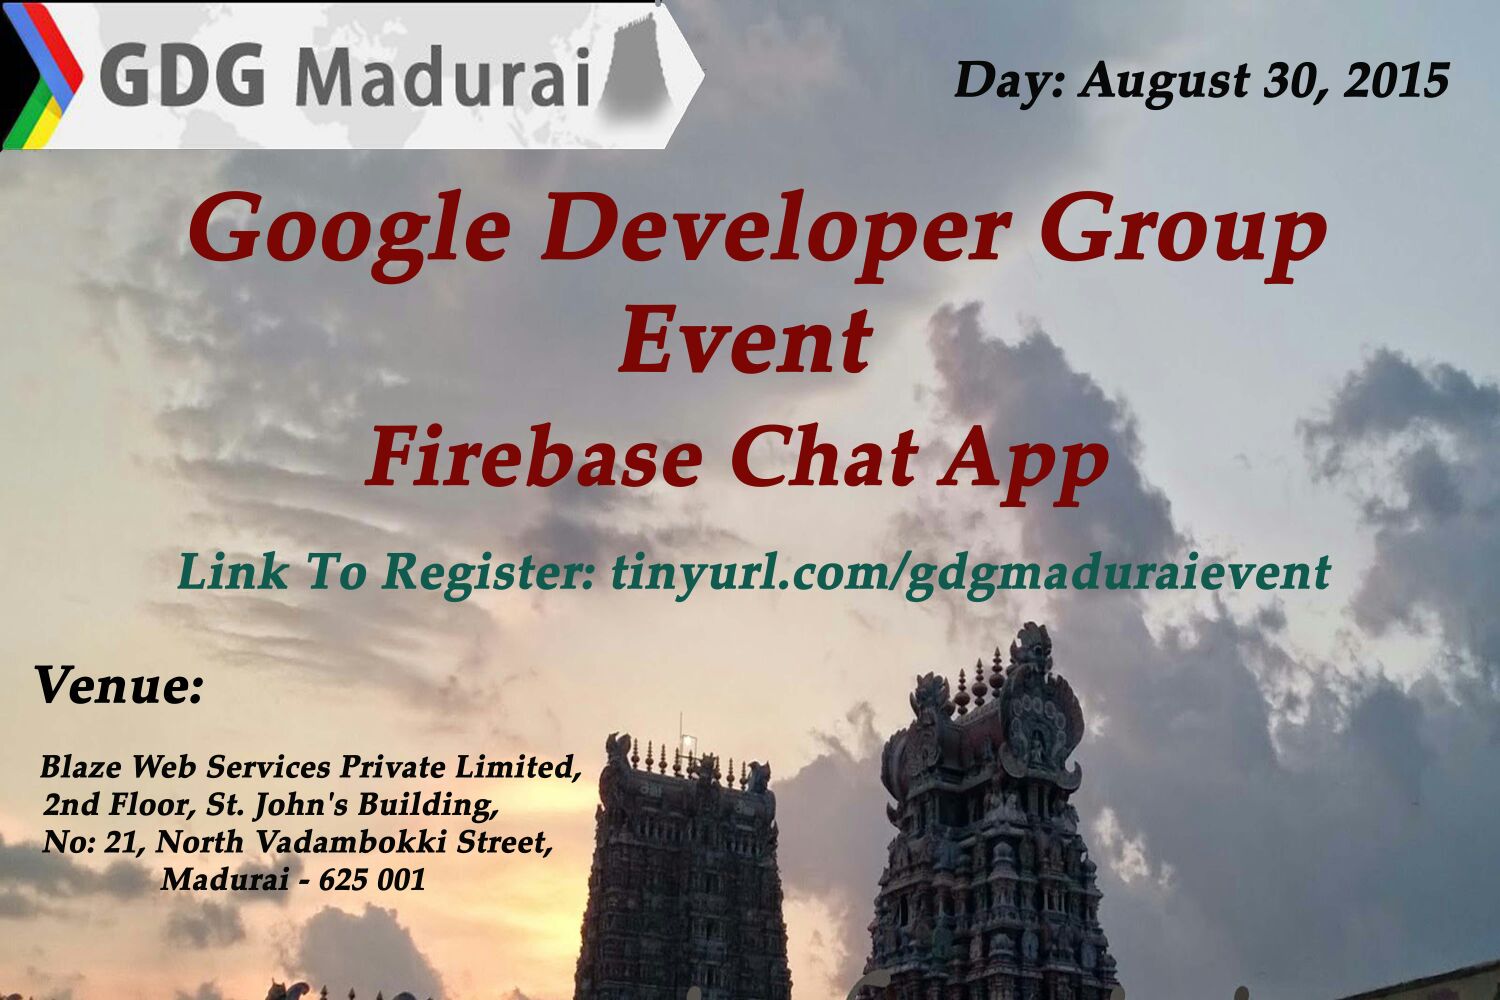 GDG Madurai
Day: August 30, 2015
Google Developer Group
Event
Firebase Chat App
Link To Register: tinyurl.com/gdgmaduraievent
Venue:
Blaze Web Services Private Limited,
2nd Floor, St. John's Building,
No: 21, North Vadambokki Street,
Madurai - 625 001